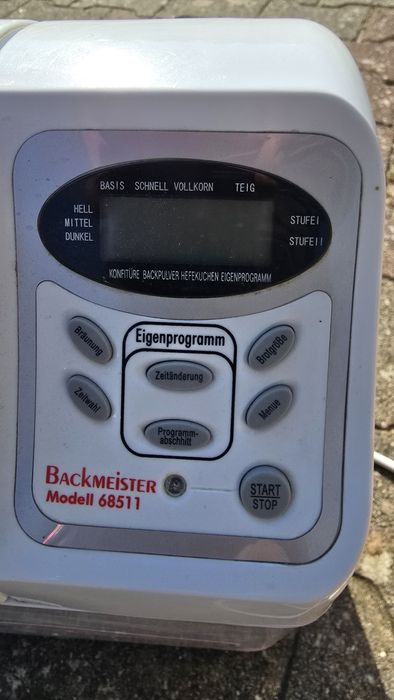 BASIS SCHNELL VOLLKORN TEIG
HELL
MITTEL
DUNKEL
STUFE I
STUFE II
KONFITÜRE BACKPULVER HEFEKUCHEN EIGENPROGRAMM
Bräunung
Eigenprogramm
Brotgröße
Zeitänderung
Zeitwahl
Menue
Programm-
abschnitt
BACKMEISTER
Modell 68511
START
STOP